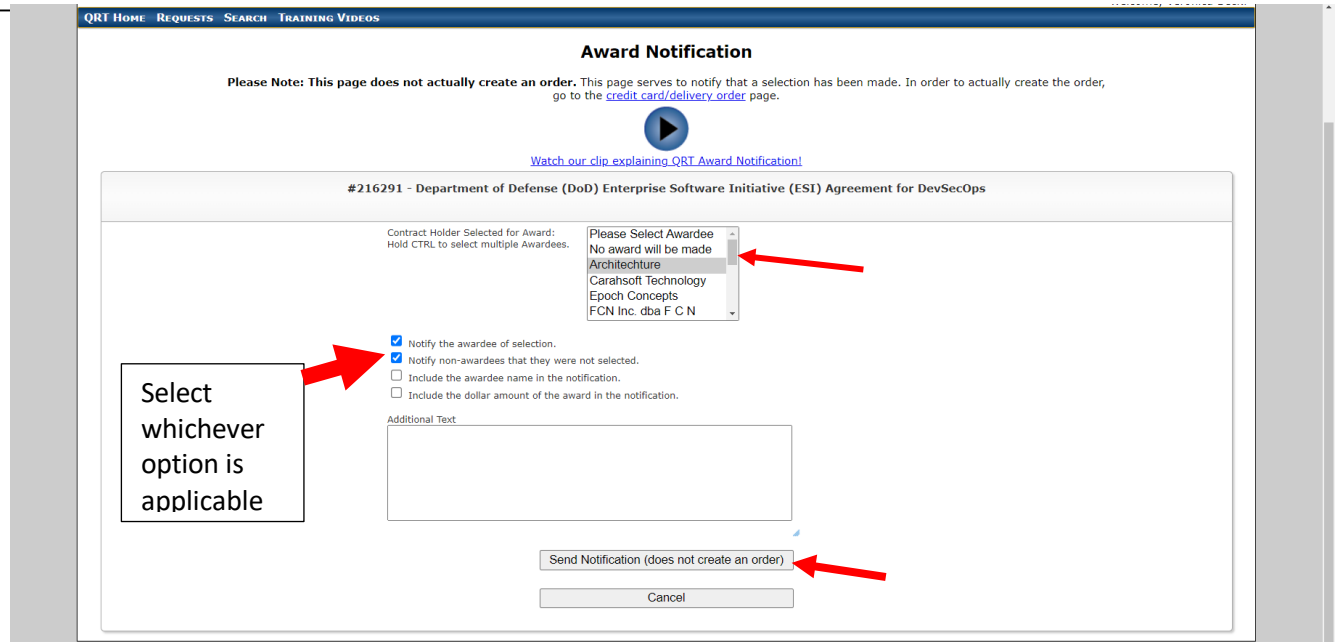 QRT HOME REQUESTS SEARCH TRAINING VIDEOS
Award Notification
Please Note: This page does not actually create an order. This page serves to notify that a selection has been made. In order to actually create the order,
go to the credit card/delivery order page.
Watch our clip explaining QRT Award Notification!
#216291 - Department of Defense (DoD) Enterprise Software Initiative (ESI) Agreement for DevSecOps
Contract Holder Selected for Award:
Hold CTRL to select multiple Awardees.
Please Select Awardee
No award will be made
Architechture
Carahsoft Technology
Epoch Concepts
FCN Inc. dba F C N
Notify the awardee of selection.
Notify non-awardees that they were not selected.
Include the awardee name in the notification.
Include the dollar amount of the award in the notification.
Select
whichever
option is
applicable
Additional Text
Send Notification (does not create an order)
Cancel